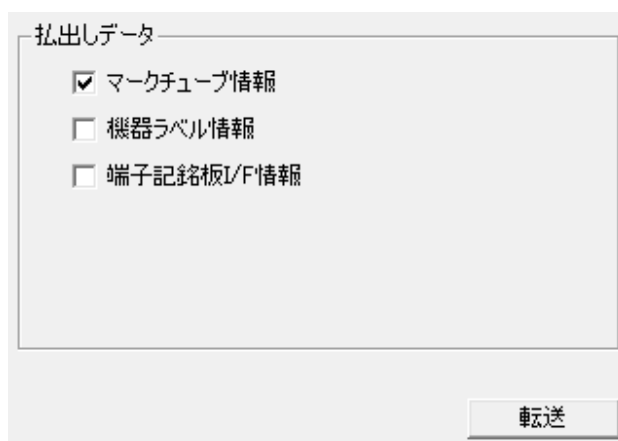 払出しデータ
マークチューブ情報
機器ラベル情報
端子記銘板I/F情報
転送